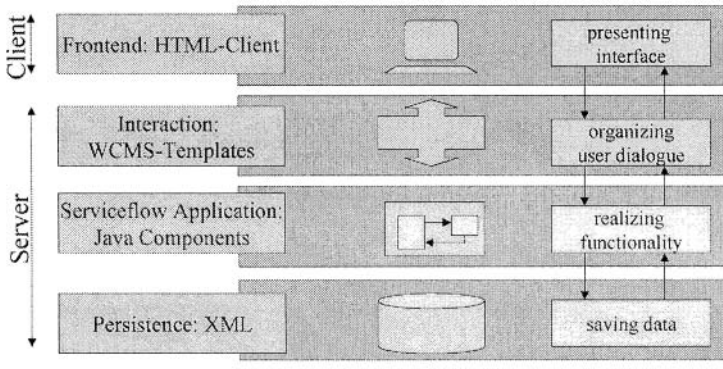 Client
Frontend: HTML-Client
presenting
interface
Server
Interaction:
WCMS-Templates
organizing
user dialogue
Serviceflow Application:
Java Components
realizing
functionality
Persistence: XML
saving data